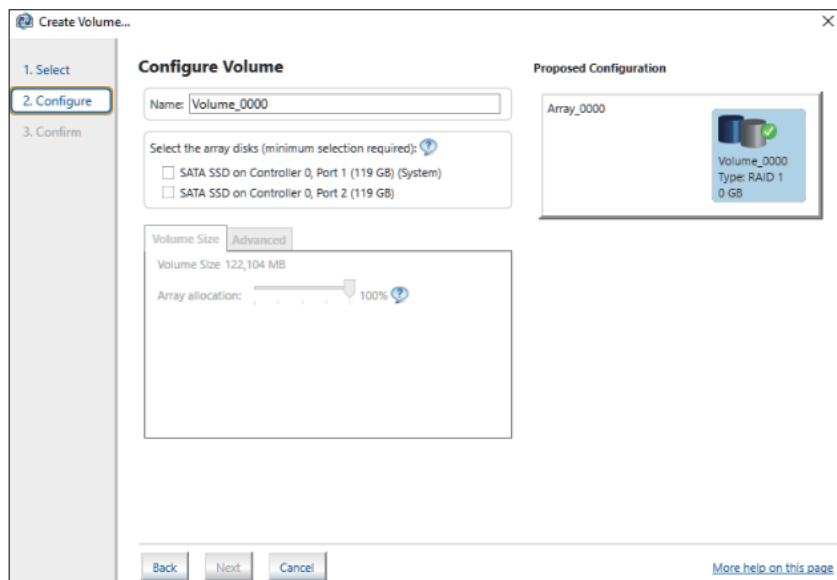 Create Volume...
1. Select
2. Configure
3. Confirm
Configure Volume
Name: Volume_0000
Select the array disks (minimum selection required):
SATA SSD on Controller 0, Port 1 (119 GB) (System)
SATA SSD on Controller 0, Port 2 (119 GB)
Volume Size Advanced
Volume Size 122,104 MB
Array allocation: 100%
Proposed Configuration
Array_0000
Volume_0000
Type: RAID 1
0 GB
Back Next Cancel
More help on this page